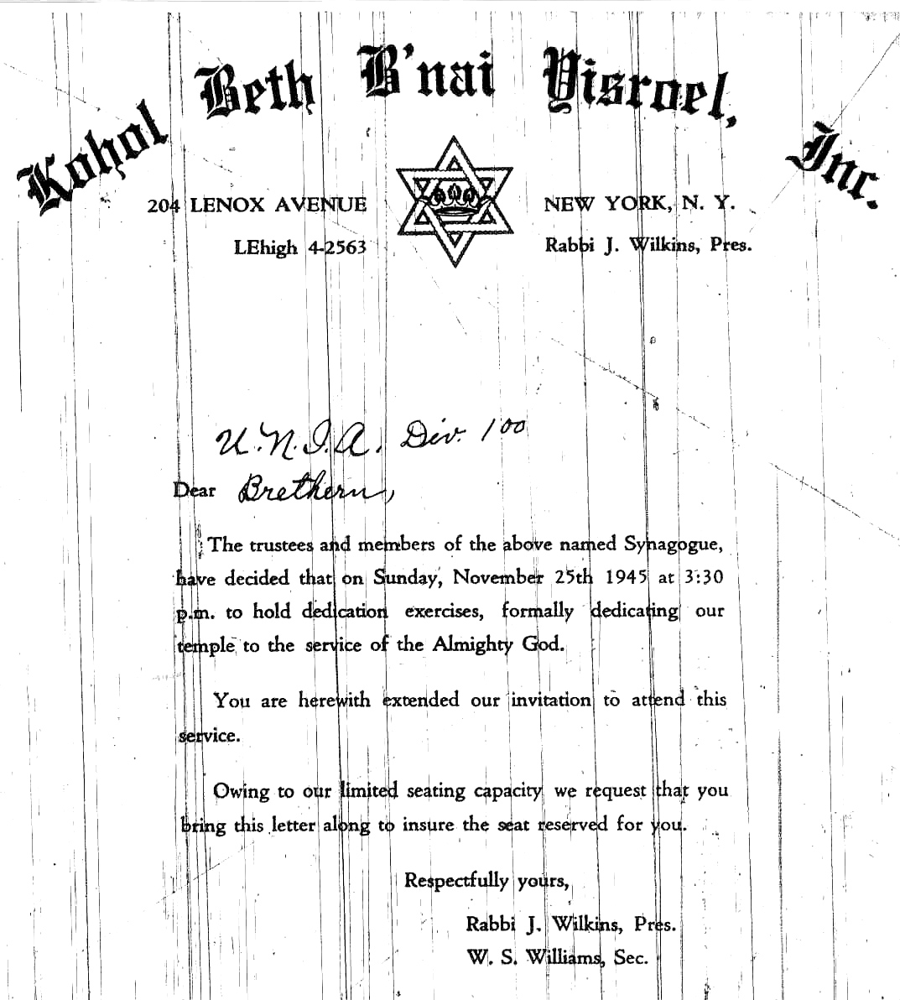 Kohol Beth B'nai Yisroel, Inc.
204 LENOX AVENUE NEW YORK, N. Y.
LEhigh 4-2563 Rabbi J. Wilkins, Pres.
U.N.I.A. Div. 100
Dear Brethern,
The trustees and members of the above named Synagogue,
have decided that on Sunday, November 25th 1945 at 3:30
p.m. to hold dedication exercises, formally dedicating our
temple to the service of the Almighty God.
You are herewith extended our invitation to attend this
service.
Owing to our limited seating capacity we request that you
bring this letter along to insure the seat reserved for you.
Respectfully yours,
Rabbi J. Wilkins, Pres.
W. S. Williams, Sec.